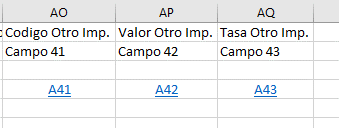 AO AP AQ
Codigo Otro Imp. Valor Otro Imp. Tasa Otro Imp.
Campo 41 Campo 42 Campo 43
A41 A42 A43